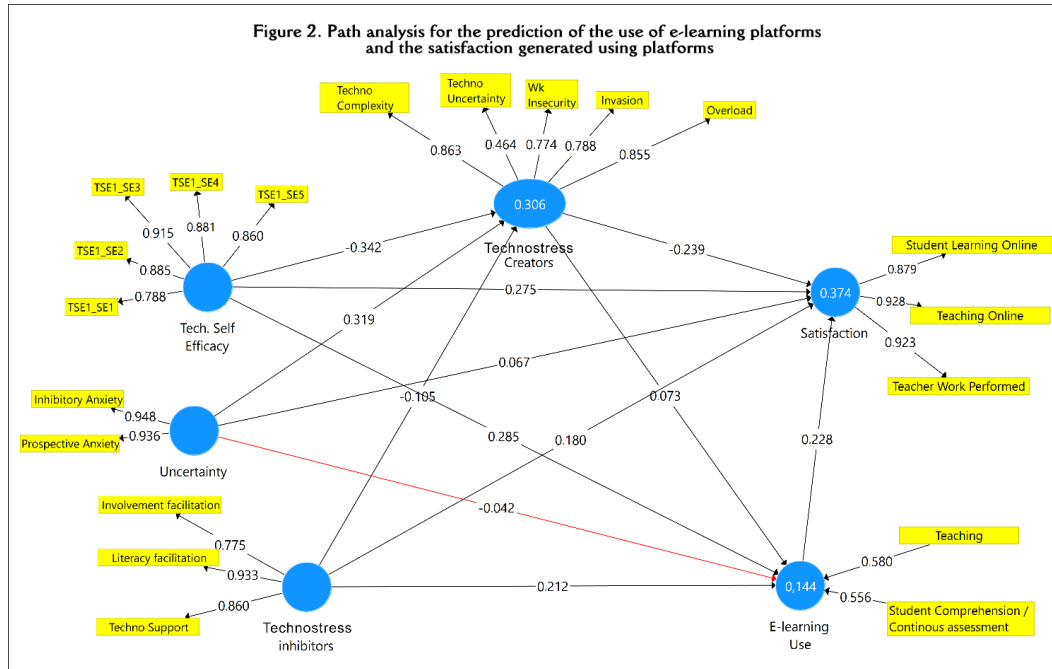 Figure 2. Path analysis for the prediction of the use of e-learning platforms
and the satisfaction generated using platforms
Techno
Complexity
Techno
Uncertainty
Wk
Insecurity
Invasion
Overload
0.863
0.464
0.774
0.788
0.855
TSE1_SE3
TSE1_SE4
TSE1_SE5
TSE1_SE2
TSE1_SE1
0.915
0.881
0.860
0.885
0.788
0.306
Technostress
Creators
-0.342
-0.239
0.275
Tech. Self
Efficacy
0.319
0.374
Satisfaction
Student Learning Online
0.879
Teaching Online
0.928
0.923
Teacher Work Performed
0.067
Inhibitory Anxiety
0.948
Prospective Anxiety
0.936
Uncertainty
-0.105
0.073
0.285
0.180
0.228
-0.042
Involvement facilitation
0.775
Literacy facilitation
0.933
0.860
Techno Support
Technostress
inhibitors
0.212
0,144
E-learning
Use
Teaching
0.580
0.556
Student Comprehension /
Continous assessment